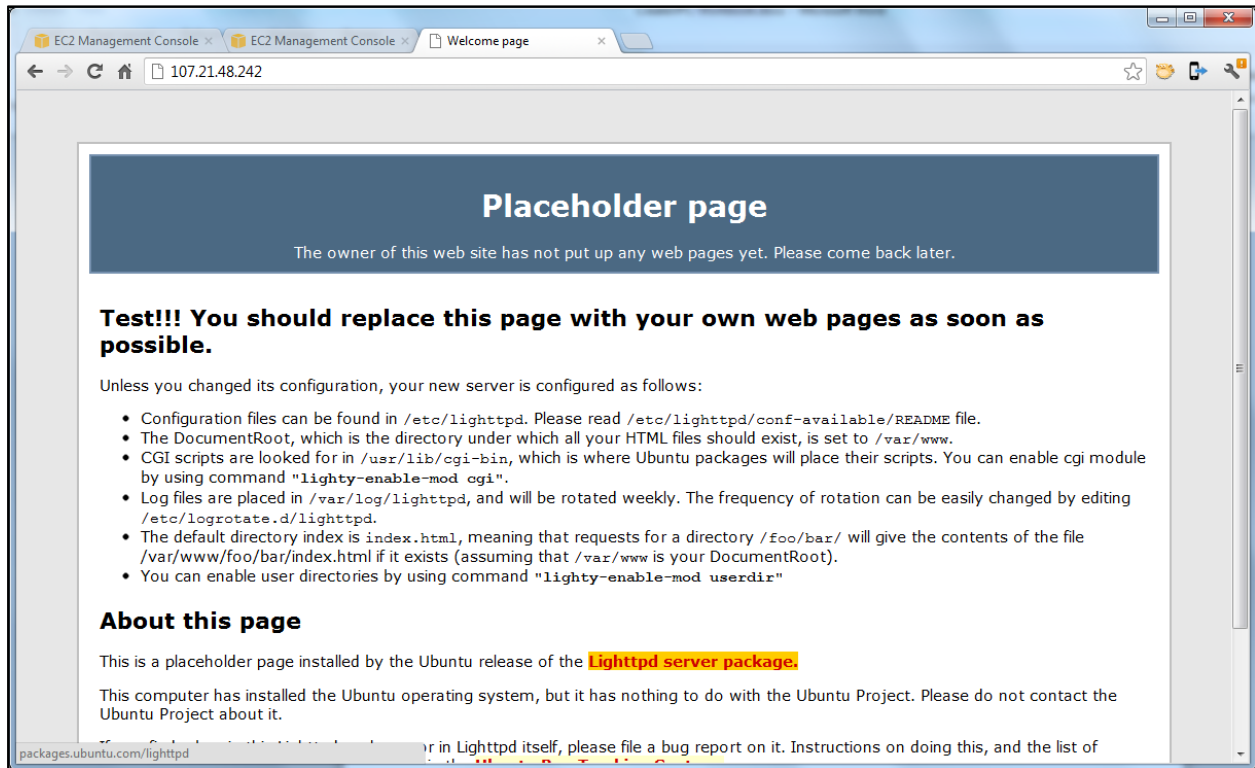 EC2 Management Console
EC2 Management Console
Welcome page
107.21.48.242
Placeholder page
The owner of this web site has not put up any web pages yet. Please come back later.
Test!!! You should replace this page with your own web pages as soon as
possible.
Unless you changed its configuration, your new server is configured as follows:
• Configuration files can be found in /etc/lighttpd. Please read /etc/lighttpd/conf-available/README file.
• The DocumentRoot, which is the directory under which all your HTML files should exist, is set to /var/www.
• CGI scripts are looked for in /usr/lib/cgi-bin, which is where Ubuntu packages will place their scripts. You can enable cgi module
by using command "lighty-enable-mod cgi".
• Log files are placed in /var/log/lighttpd, and will be rotated weekly. The frequency of rotation can be easily changed by editing
/etc/logrotate.d/lighttpd.
• The default directory index is index.html, meaning that requests for a directory /foo/bar/ will give the contents of the file
/var/www/foo/bar/index.html if it exists (assuming that /var/www is your DocumentRoot).
• You can enable user directories by using command "lighty-enable-mod userdir"
About this page
This is a placeholder page installed by the Ubuntu release of the Lighttpd server package.
This computer has installed the Ubuntu operating system, but it has nothing to do with the Ubuntu Project. Please do not contact the
Ubuntu Project about it.
or in Lighttpd itself, please file a bug report on it. Instructions on doing this, and the list of
packages.ubuntu.com/lighttpd